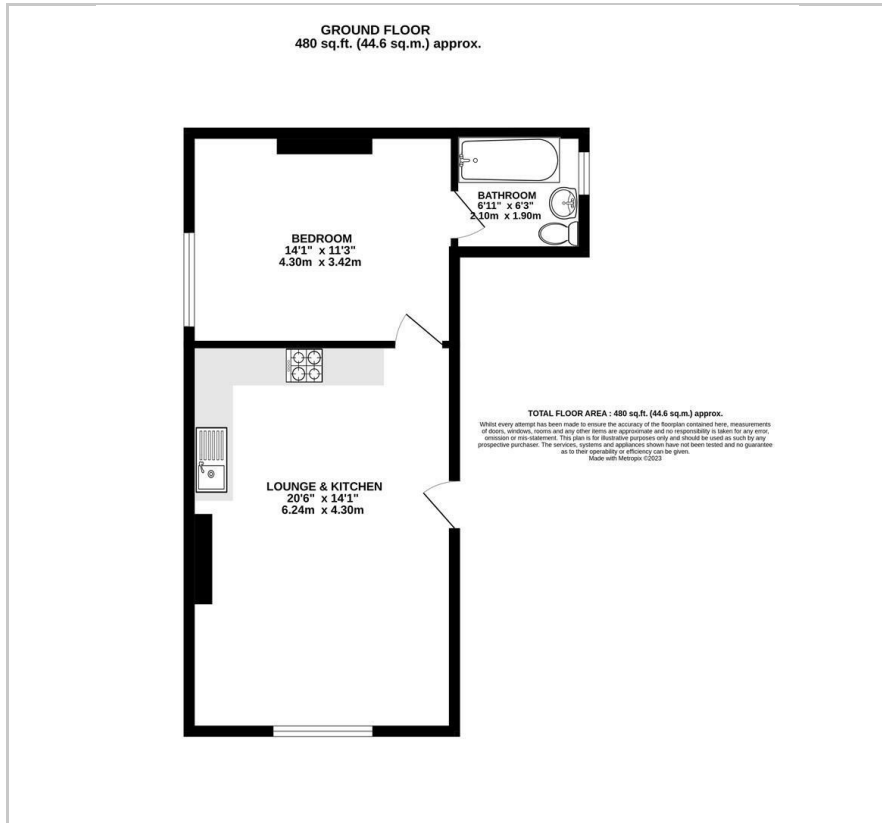 GROUND FLOOR
480 sq.ft. (44.6 sq.m.) approx.
BATHROOM
6'11" x 6'3"
2.10m x 1.90m
BEDROOM
14'1" x 11'3"
4.30m x 3.42m
LOUNGE & KITCHEN
20'6" x 14'1"
6.24m x 4.30m
TOTAL FLOOR AREA : 480 sq.ft. (44.6 sq.m.) approx.
Whilst every attempt has been made to ensure the accuracy of the floorplan contained here, measurements
of doors, windows, rooms and any other items are approximate and no responsibility is taken for any error,
omission or mis-statement. This plan is for illustrative purposes only and should be used as such by any
prospective purchaser. The services, systems and appliances shown have not been tested and no guarantee
as to their operability or efficiency can be given.
Made with Metropix ©2023